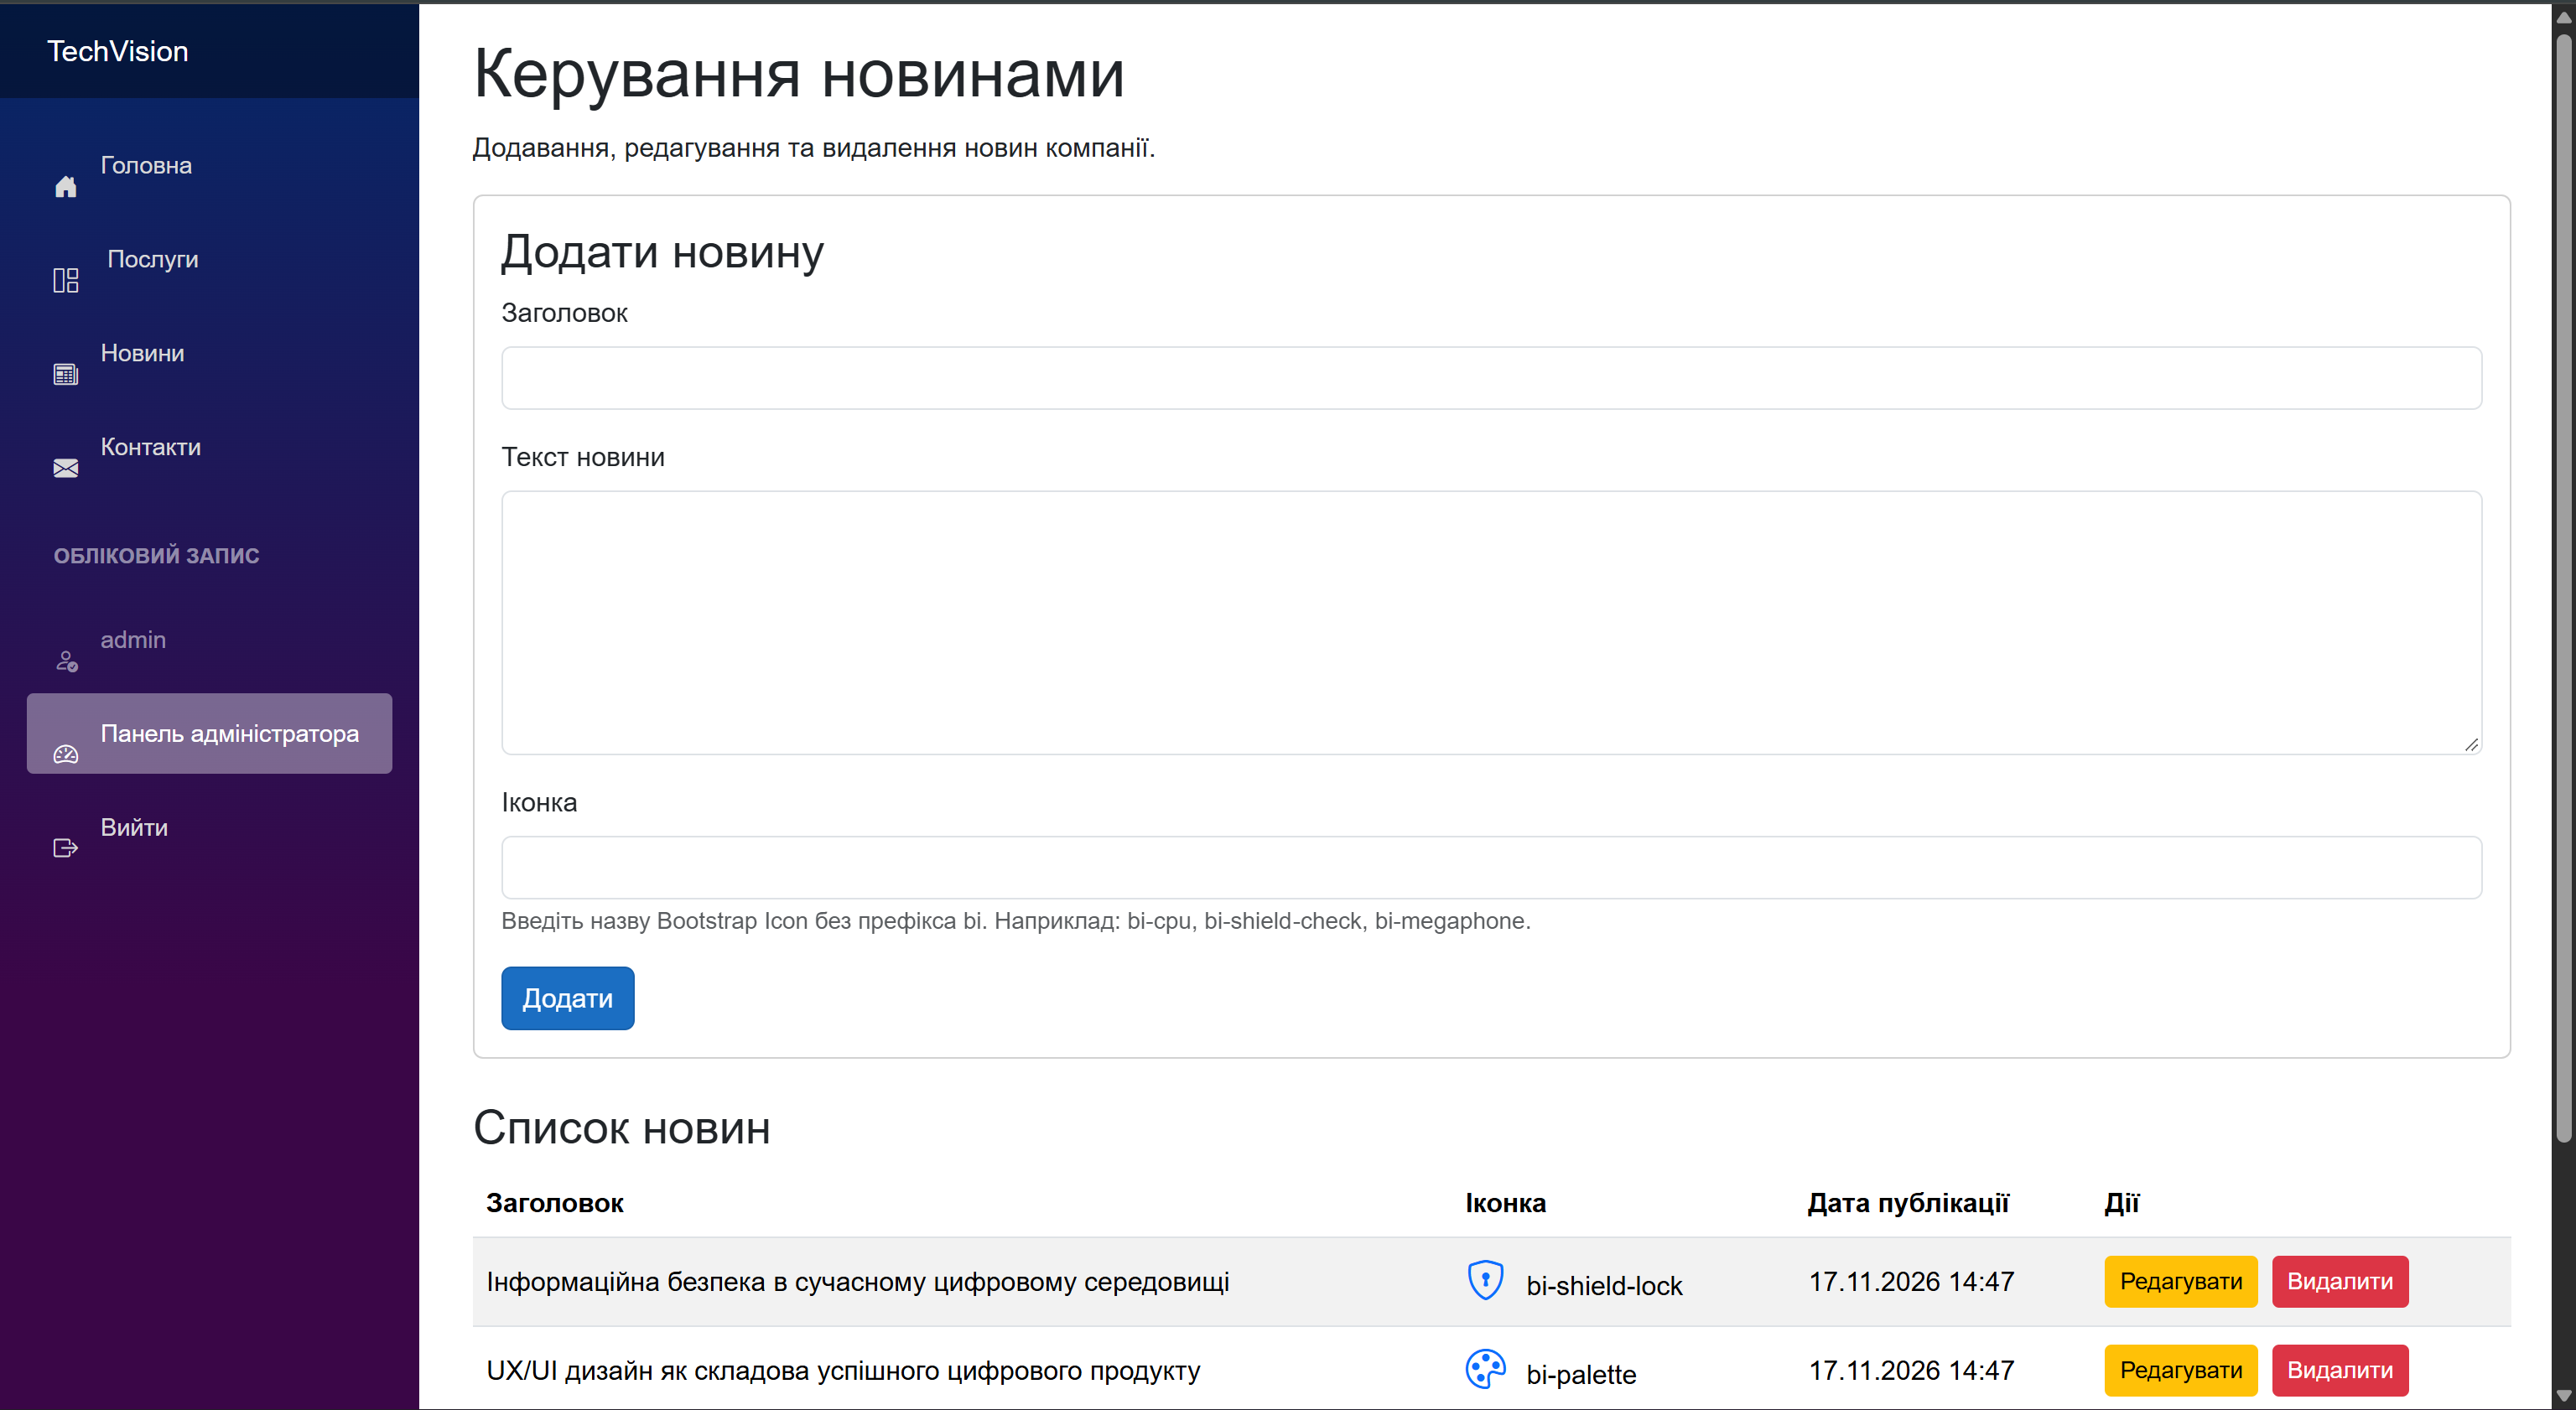 TechVision
Головна
Послуги
Новини
Контакти
ОБЛІКОВИЙ ЗАПИС
admin
Панель адміністратора
Вийти
Керування новинами
Додавання, редагування та видалення новин компанії.
Додати новину
Заголовок
Текст новини
Іконка
Введіть назву Bootstrap Icon без префікса bi. Наприклад: bi-cpu, bi-shield-check, bi-megaphone.
Додати
Список новин
Заголовок Іконка Дата публікації Дії
Інформаційна безпека в сучасному цифровому середовищі bi-shield-lock 17.11.2026 14:47 Редагувати Видалити
UX/UI дизайн як складова успішного цифрового продукту bi-palette 17.11.2026 14:47 Редагувати Видалити